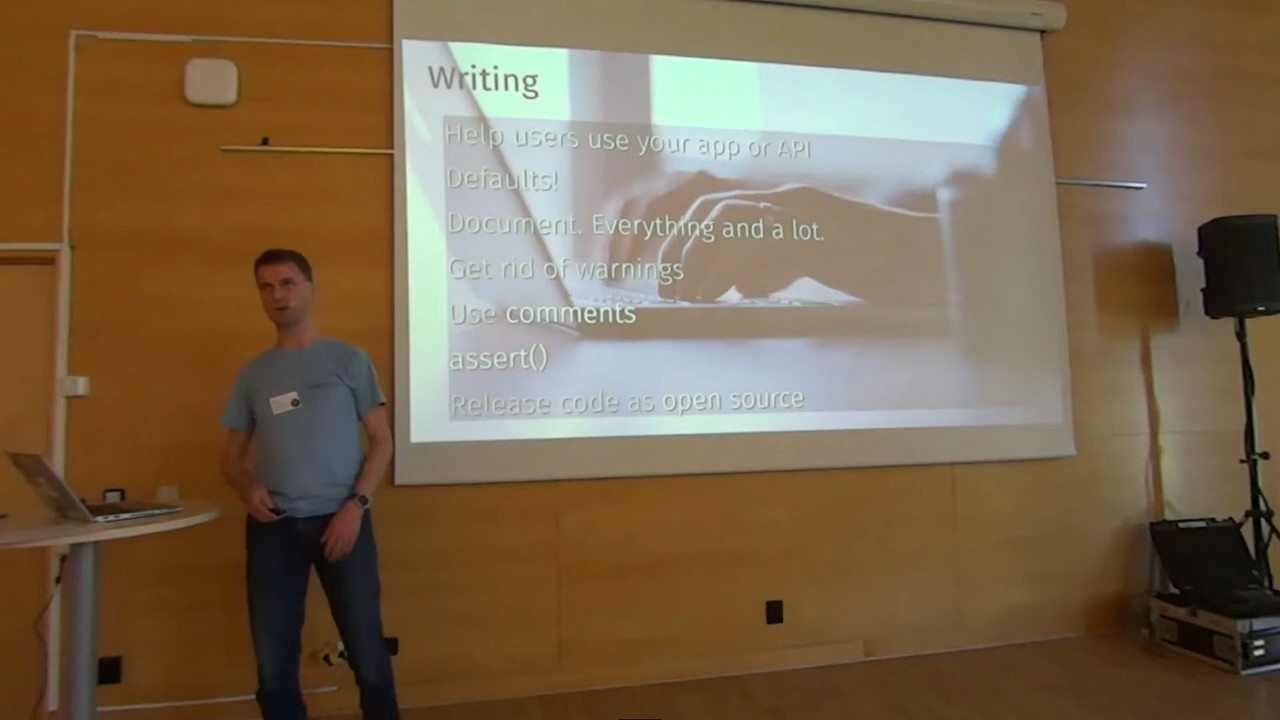 Writing
Help users use your app or API
Defaults!
Document. Everything and a lot.
Get rid of warnings
Use comments
assert()
Release code as open source